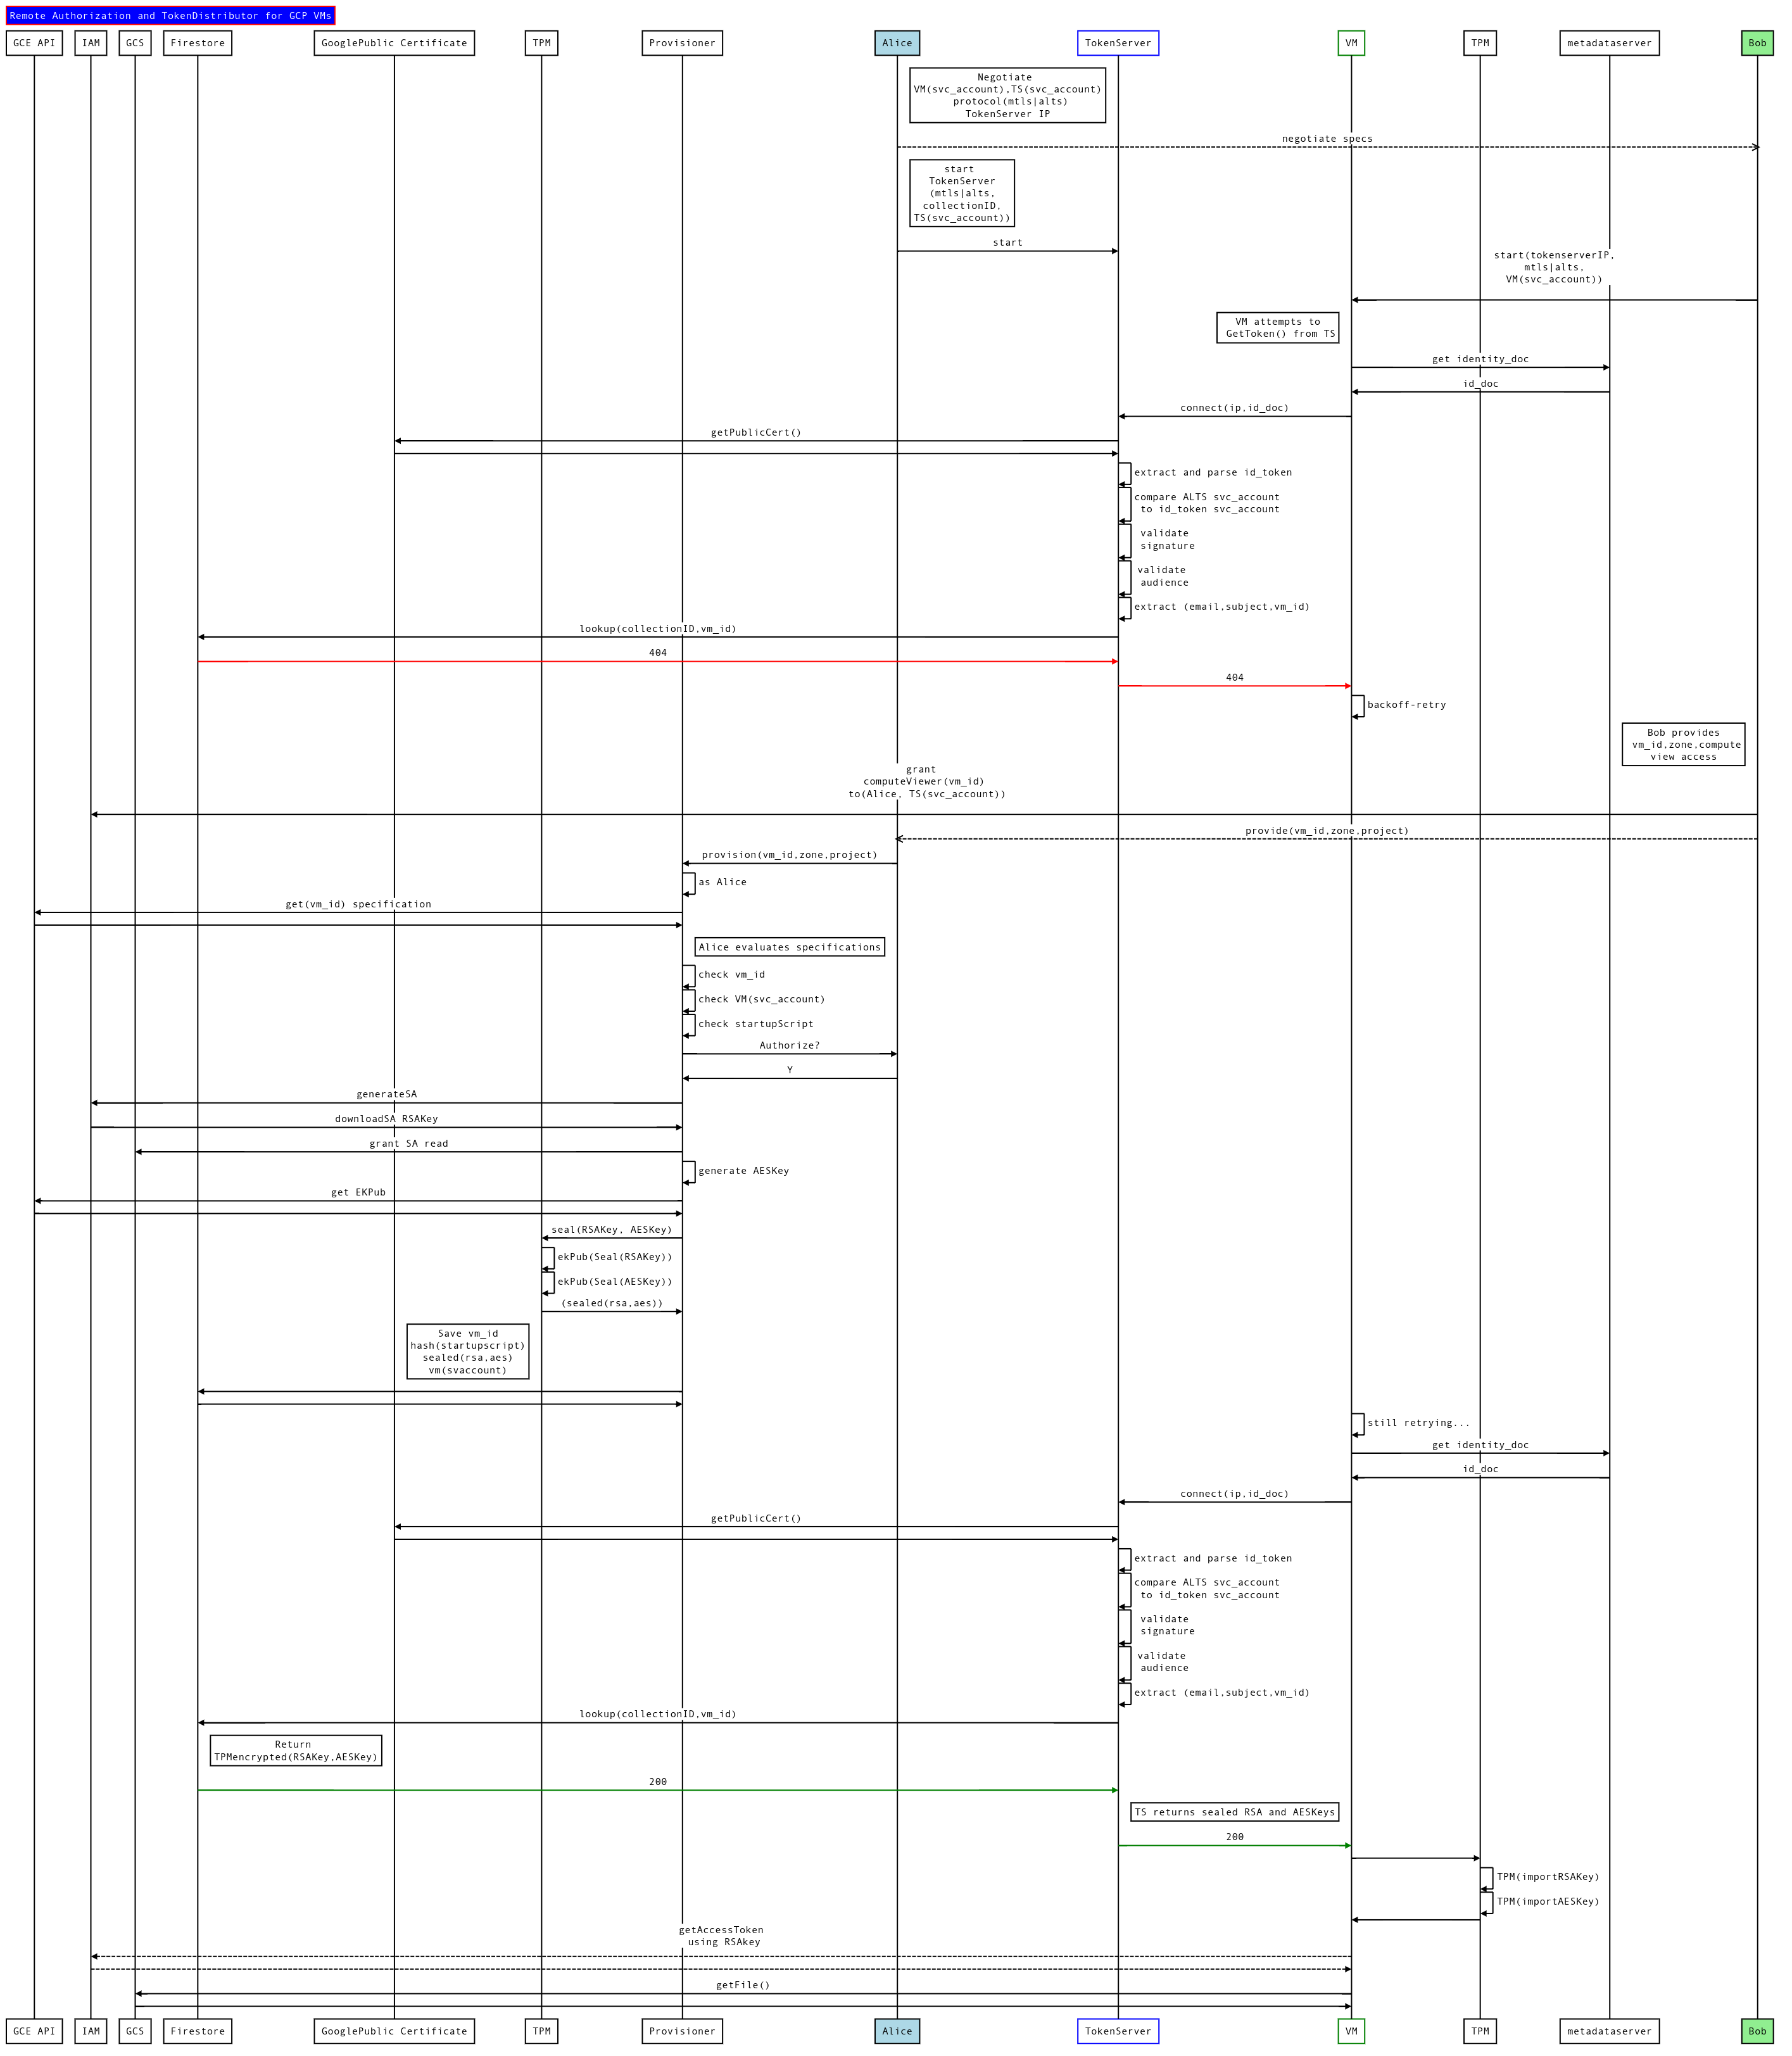 Remote Authorization and TokenDistributor for GCP VMs
GCE API
IAM
GCS
Firestore
GooglePublic Certificate
TPM
Provisioner
Alice
TokenServer
VM
TPM
metadataserver
Bob
Negotiate
VM(svc_account),TS(svc_account)
protocol(mtls|alts)
TokenServer IP
negotiate specs
start
TokenServer
(mtls|alts,
collectionID,
TS(svc_account))
start
start(tokenserverIP,
mtls|alts,
VM(svc_account))
VM attempts to
GetToken() from TS
get identity_doc
id_doc
connect(ip,id_doc)
getPublicCert()
extract and parse id_token
compare ALTS svc_account
to id_token svc_account
validate
signature
validate
audience
extract (email,subject,vm_id)
lookup(collectionID,vm_id)
404
404
backoff-retry
Bob provides
vm_id,zone,compute
view access
grant
computeViewer(vm_id)
to(Alice, TS(svc_account))
provide(vm_id,zone,project)
provision(vm_id,zone,project)
as Alice
get(vm_id) specification
Alice evaluates specifications
check vm_id
check VM(svc_account)
check startupScript
Authorize?
Y
generateSA
downloadSA RSAKey
grant SA read
generate AESKey
get EKPub
seal(RSAKey, AESKey)
ekPub(Seal(RSAKey))
ekPub(Seal(AESKey))
(sealed(rsa,aes))
Save vm_id
hash(startupscript)
sealed(rsa,aes)
vm(svaccount)
still retrying...
get identity_doc
id_doc
connect(ip,id_doc)
getPublicCert()
extract and parse id_token
compare ALTS svc_account
to id_token svc_account
validate
signature
validate
audience
extract (email,subject,vm_id)
lookup(collectionID,vm_id)
Return
TPMencrypted(RSAKey,AESKey)
200
TS returns sealed RSA and AESKeys
200
TPM(importRSAKey)
TPM(importAESKey)
getAccessToken
using RSAkey
getFile()
GCE API
IAM
GCS
Firestore
GooglePublic Certificate
TPM
Provisioner
Alice
TokenServer
VM
TPM
metadataserver
Bob